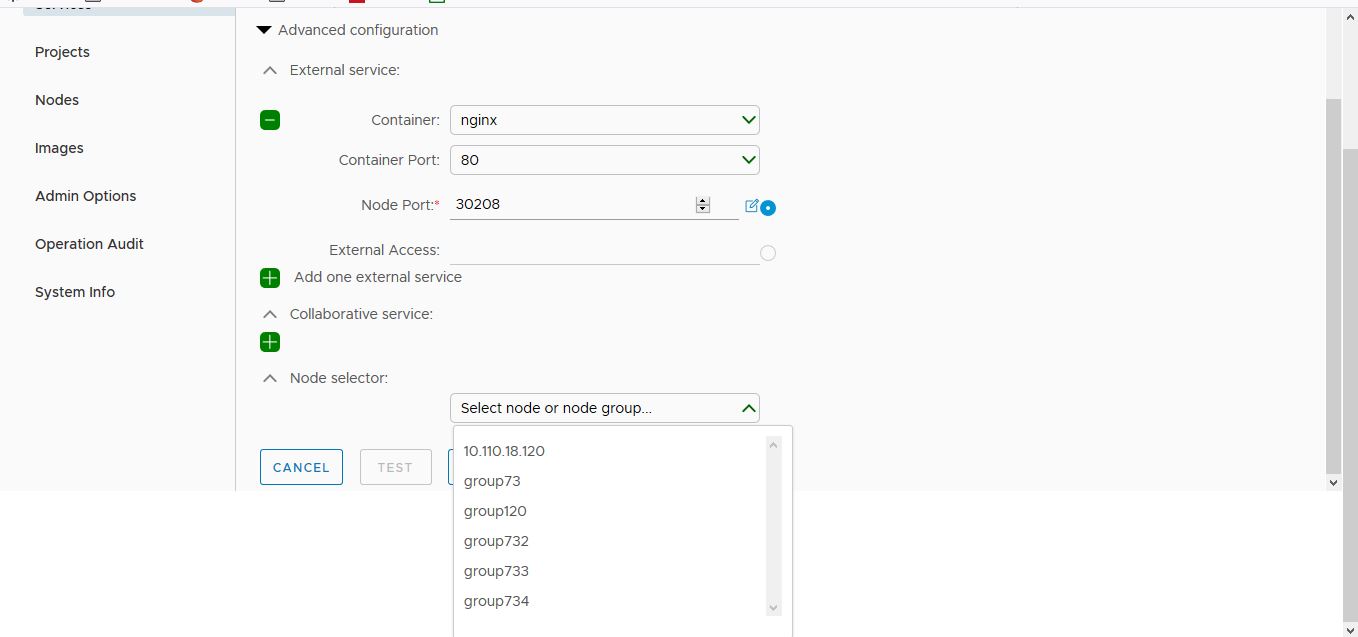 Services
Projects
Nodes
Images
Admin Options
Operation Audit
System Info
Advanced configuration
External service:
Container: nginx
Container Port: 80
Node Port:* 30208
External Access:
Add one external service
Collaborative service:
Node selector:
Select node or node group...
10.110.18.120
group73
group120
group732
group733
group734
CANCEL TEST